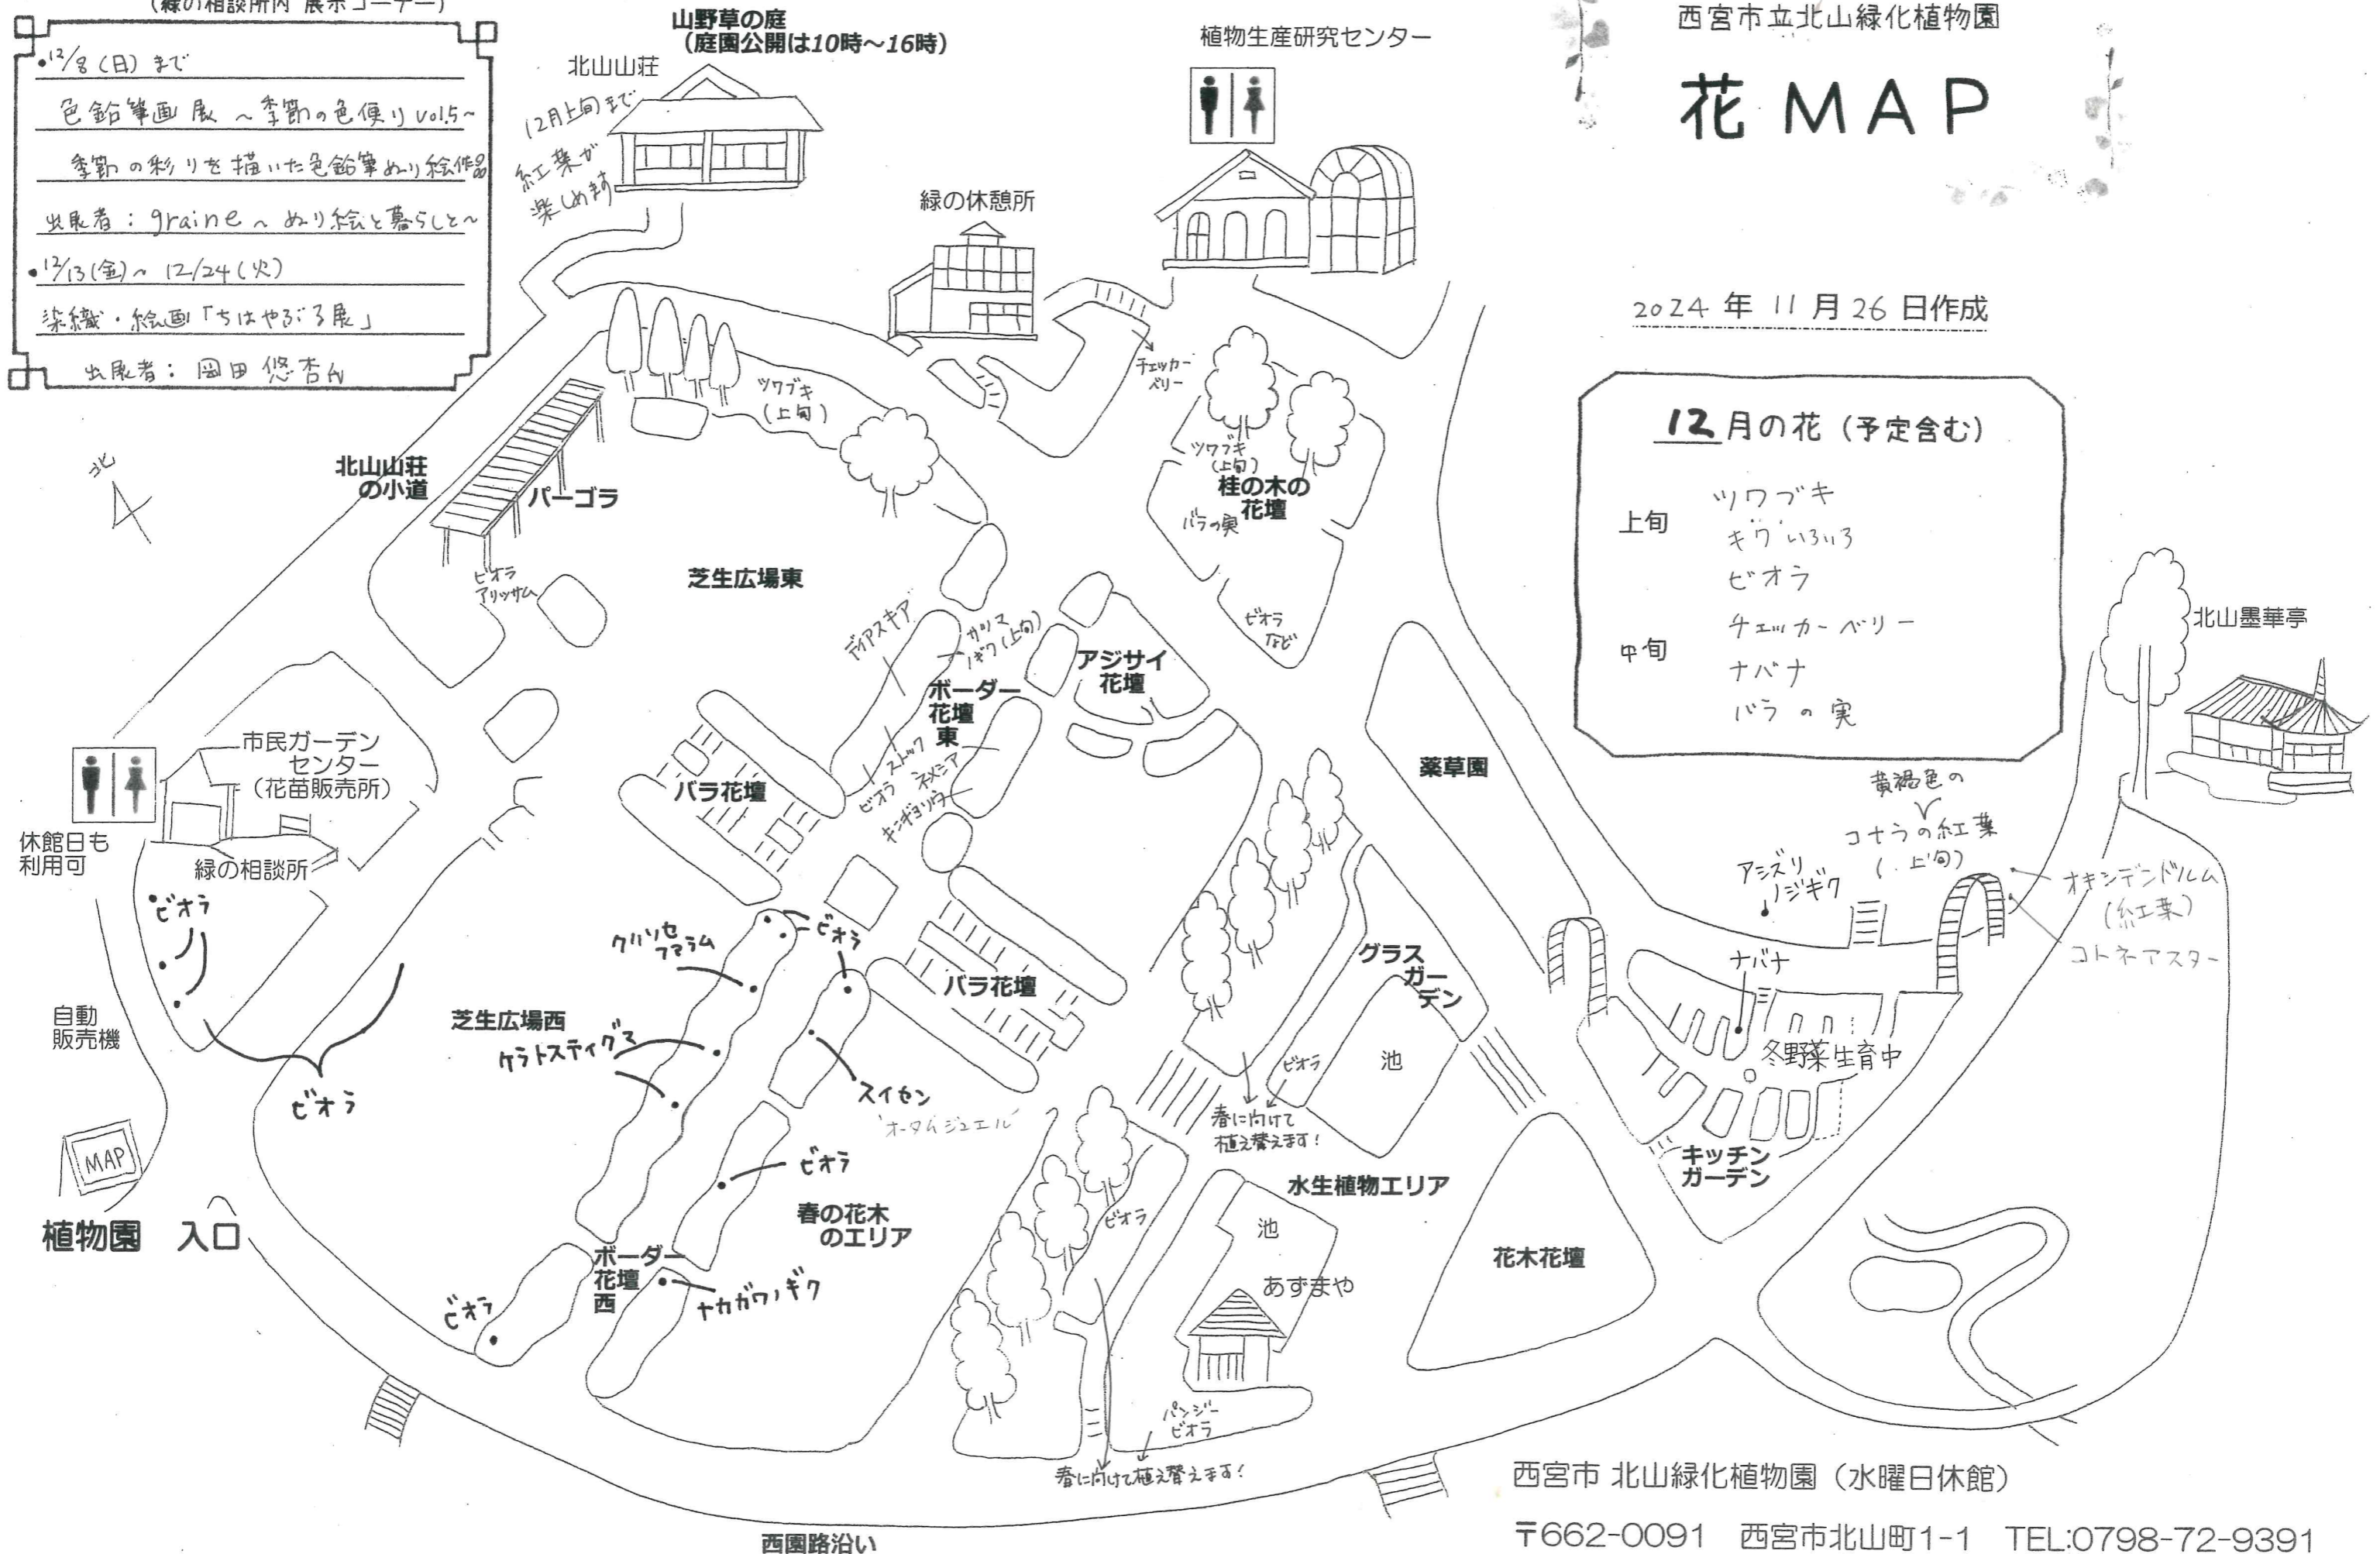 (緑の相談所内 展示コーナー)
•12/8(日)まで
色鉛筆画展 ~季節の色便りvol.5~
季節の彩りを描いた色鉛筆ぬり絵作品
出展者:graine~ぬり絵と暮らしと~
•12/13(金)~12/24(火)
染織・絵画「ちはやぶる展」
出展者:岡田 悠杏
山野草の庭
(庭園公開は10時~16時)
北山山荘
12月上旬まで
紅葉が
楽しめます
植物生産研究センター
緑の休憩所
西宮市立北山緑化植物園
花MAP
2024年11月26日作成
12月の花(予定含む)
上旬
ツワブキ
キクいろいろ
ビオラ
中旬
チェッカーベリー
ナバナ
バラの実
北
チェッカー
ベリー
ツワブキ
(上旬)
ツワブキ
(上旬)
桂の木の
花壇
バラの実
ビオラ
など
北山山荘
の小道
パーゴラ
ビオラ
アリッサム
芝生広場東
ディアスキア
ノギク(上旬)
ボーダー
花壇
東
ストック
ビオラ
ネメシア
キンギョソウ
アジサイ
花壇
薬草園
北山墨華亭
市民ガーデン
センター
(花苗販売所)
休館日も
利用可
緑の相談所
ビオラ
バラ花壇
黄褐色の
コナラの紅葉
(上旬)
アシズリ
ノジギク
オキシデンドルム
(紅葉)
コトネアスター
自動
販売機
ビオラ
クリソセ
ファラム
ビオラ
芝生広場西
ケラトスティグマ
バラ花壇
スイセン
'オータムジュエル'
グラス
ガー
デン
池
ビオラ
春に向けて
植え替えます!
ナバナ
冬野菜生育中
キッチン
ガーデン
MAP
植物園 入口
ビオラ
春の花木
のエリア
ボーダー
花壇
西
ナカガワノギク
ビオラ
水生植物エリア
池
ビオラ
あずまや
花木花壇
パンジー
ビオラ
春に向けて植え替えます!
西園路沿い
西宮市 北山緑化植物園(水曜日休館)
〒662-0091 西宮市北山町1-1 TEL:0798-72-9391